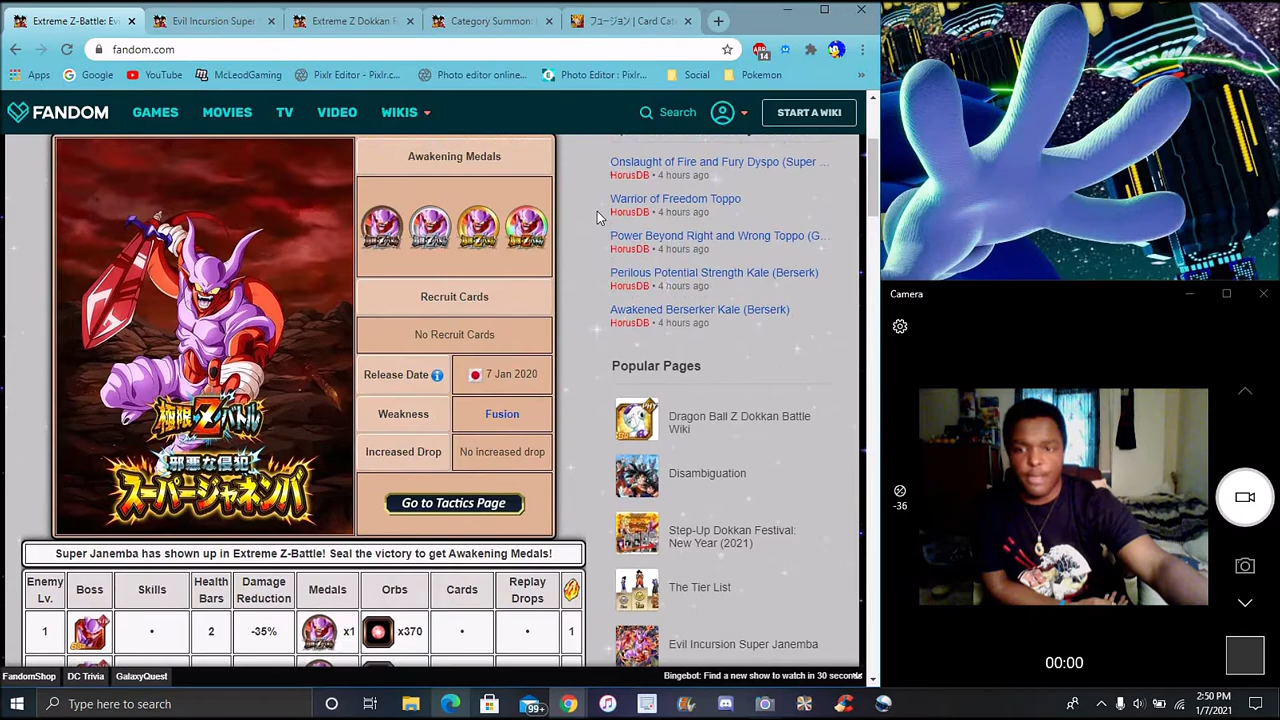 Extreme Z-Battle: Evi
Evil Incursion Super
Extreme Z Dokkan F
Category Summon:
フュージョン | Card Cat
fandom.com
14
Apps
Google
YouTube
McLeodGaming
Pixlr Editor - Pixlr.c...
Photo editor online...
Photo Editor : Pixlr...
Social
Pokemon
»
FANDOM
GAMES
MOVIES
TV
VIDEO
WIKIS
Search
START A WIKI
Awakening Medals
Recruit Cards
No Recruit Cards
Release Date
7 Jan 2020
Weakness
Fusion
Increased Drop
No increased drop
Go to Tactics Page
極限Zバトル
邪悪な侵犯
スーパージャネンバ
Onslaught of Fire and Fury Dyspo (Super ...
HorusDB • 4 hours ago
Warrior of Freedom Toppo
HorusDB • 4 hours ago
Power Beyond Right and Wrong Toppo (G...
HorusDB • 4 hours ago
Perilous Potential Strength Kale (Berserk)
HorusDB • 4 hours ago
Awakened Berserker Kale (Berserk)
HorusDB • 4 hours ago
Popular Pages
Dragon Ball Z Dokkan Battle
Wiki
Disambiguation
Step-Up Dokkan Festival:
New Year (2021)
The Tier List
Evil Incursion Super Janemba
Super Janemba has shown up in Extreme Z-Battle! Seal the victory to get Awakening Medals!
Enemy Lv.
Boss
Skills
Health Bars
Damage Reduction
Medals
Orbs
Cards
Replay Drops
1
•
2
-35%
x1
x370
•
•
1
FandomShop
DC Trivia
GalaxyQuest
Bingebot: Find a new show to watch in 30 seconds
Camera
-36
00:00
Type here to search
99+
2:50 PM
1/7/2021